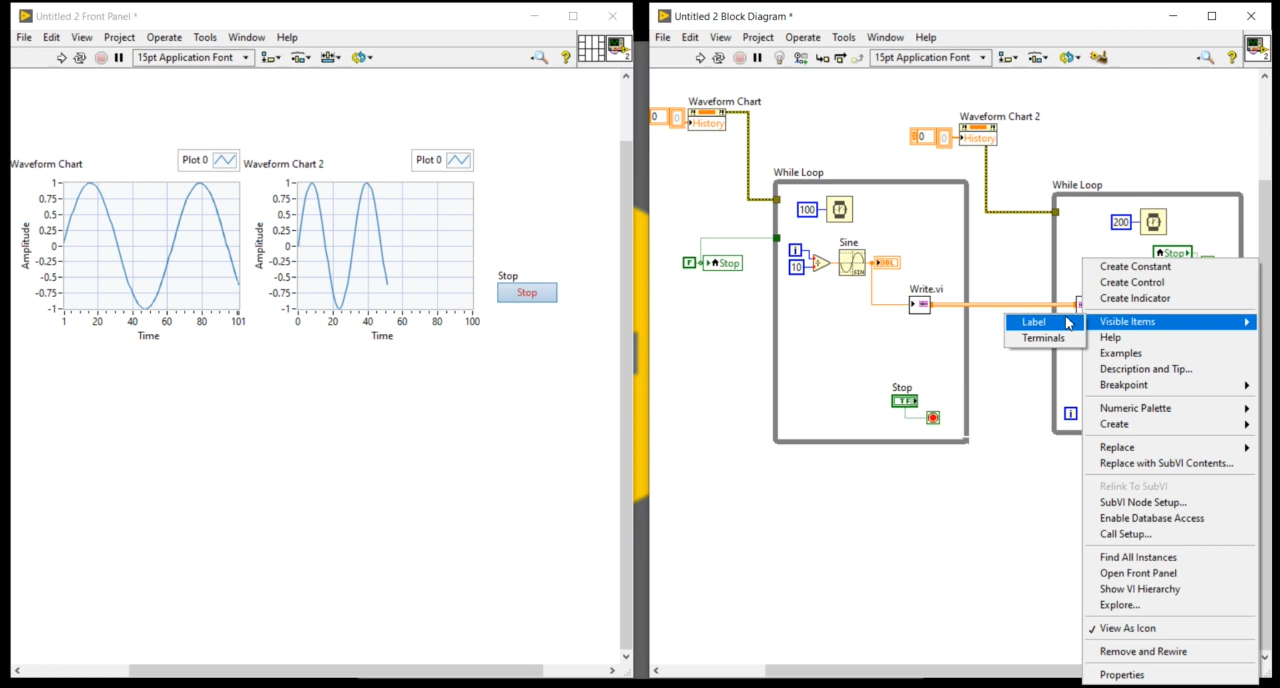 Untitled 2 Front Panel *
File Edit View Project Operate Tools Window Help
15pt Application Font
2
Waveform Chart
Plot 0
Waveform Chart 2
Plot 0
Amplitude
1
0.75
0.5
0.25
0
-0.25
-0.5
-0.75
-1
1 20 40 60 80 101
Time
Amplitude
1
0.75
0.5
0.25
0
-0.25
-0.5
-0.75
-1
0 20 40 60 80 100
Time
Stop
Stop
Untitled 2 Block Diagram *
File Edit View Project Operate Tools Window Help
15pt Application Font
2
Waveform Chart
0 0
History
Waveform Chart 2
0 0
History
While Loop
100
F
Stop
i
10
Sine
SIN
DBL
Write.vi
Stop
TF
While Loop
200
Stop
i
Label
Terminals
Create Constant
Create Control
Create Indicator
Visible Items
Help
Examples
Description and Tip...
Breakpoint
Numeric Palette
Create
Replace
Replace with SubVI Contents...
Relink To SubVI
SubVI Node Setup...
Enable Database Access
Call Setup...
Find All Instances
Open Front Panel
Show VI Hierarchy
Explore...
View As Icon
Remove and Rewire
Properties